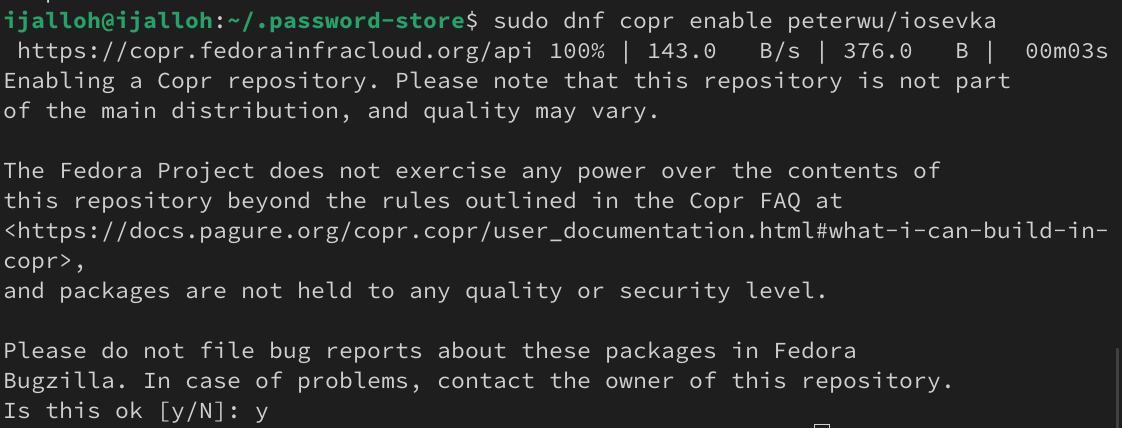 ijalloh@ijalloh:~/.password-store$ sudo dnf copr enable peterwu/iosevka
https://copr.fedorainfracloud.org/api 100% | 143.0   B/s | 376.0   B |  00m03s
Enabling a Copr repository. Please note that this repository is not part
of the main distribution, and quality may vary.

The Fedora Project does not exercise any power over the contents of
this repository beyond the rules outlined in the Copr FAQ at
<https://docs.pagure.org/copr.copr/user_documentation.html#what-i-can-build-in-
copr>,
and packages are not held to any quality or security level.

Please do not file bug reports about these packages in Fedora
Bugzilla. In case of problems, contact the owner of this repository.
Is this ok [y/N]: y